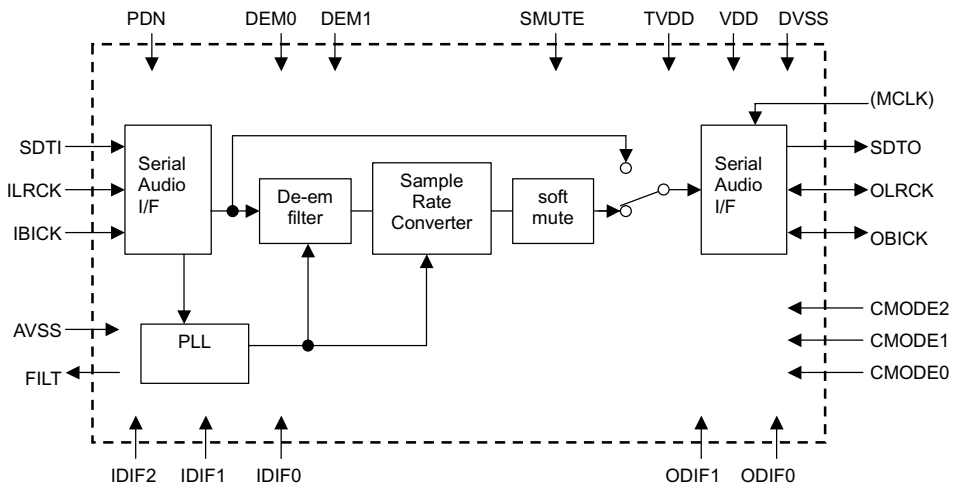 PDN
DEM0
DEM1
SMUTE
TVDD
VDD
DVSS
(MCLK)
SDTI
ILRCK
IBICK
Serial
Audio
I/F
De-em
filter
Sample
Rate
Converter
soft
mute
Serial
Audio
I/F
SDTO
OLRCK
OBICK
AVSS
FILT
PLL
CMODE2
CMODE1
CMODE0
IDIF2
IDIF1
IDIF0
ODIF1
ODIF0